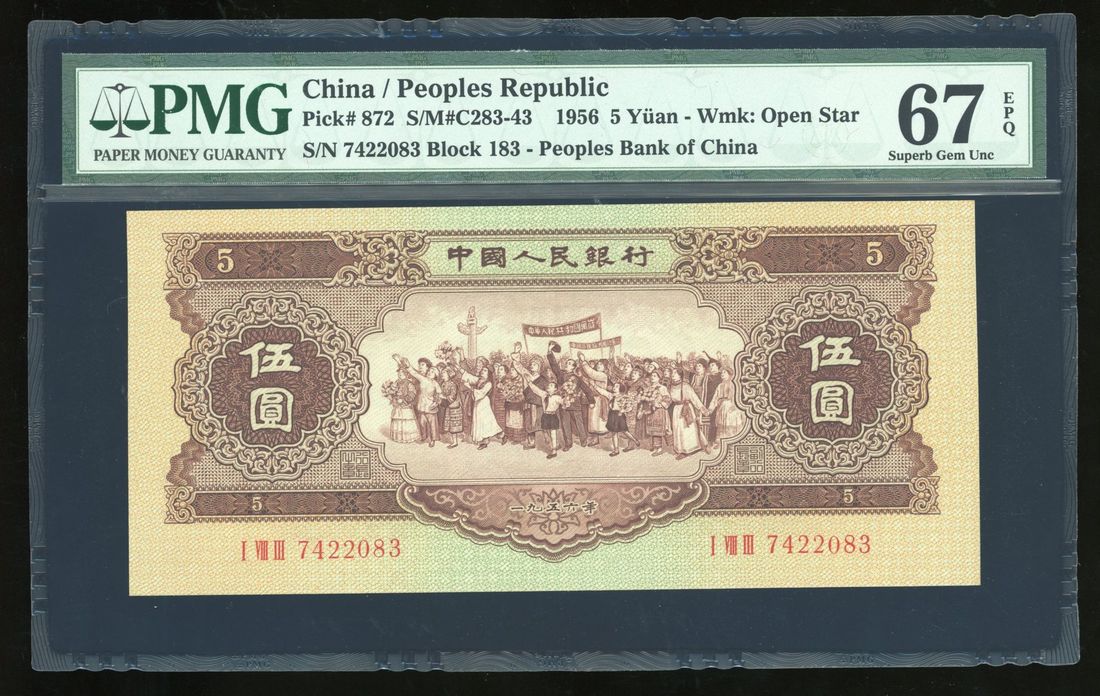 PMG
PAPER MONEY GUARANTY
China / Peoples Republic
Pick# 872 S/M#C283-43 1956 5 Yüan - Wmk: Open Star
S/N 7422083 Block 183 - Peoples Bank of China
67
EPQ
Superb Gem Unc
5
中國人民銀行
5
伍圓
伍圓
5
一九五六年
5
I VIII III 7422083
I VIII III 7422083
PMG